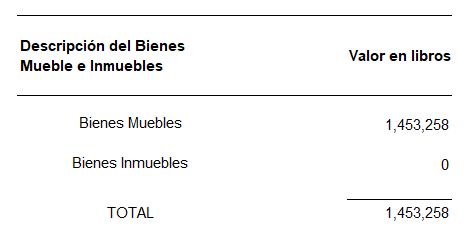 Descripción del Bienes
Mueble e Inmuebles
Valor en libros
Bienes Muebles 1,453,258
Bienes Inmuebles 0
TOTAL 1,453,258